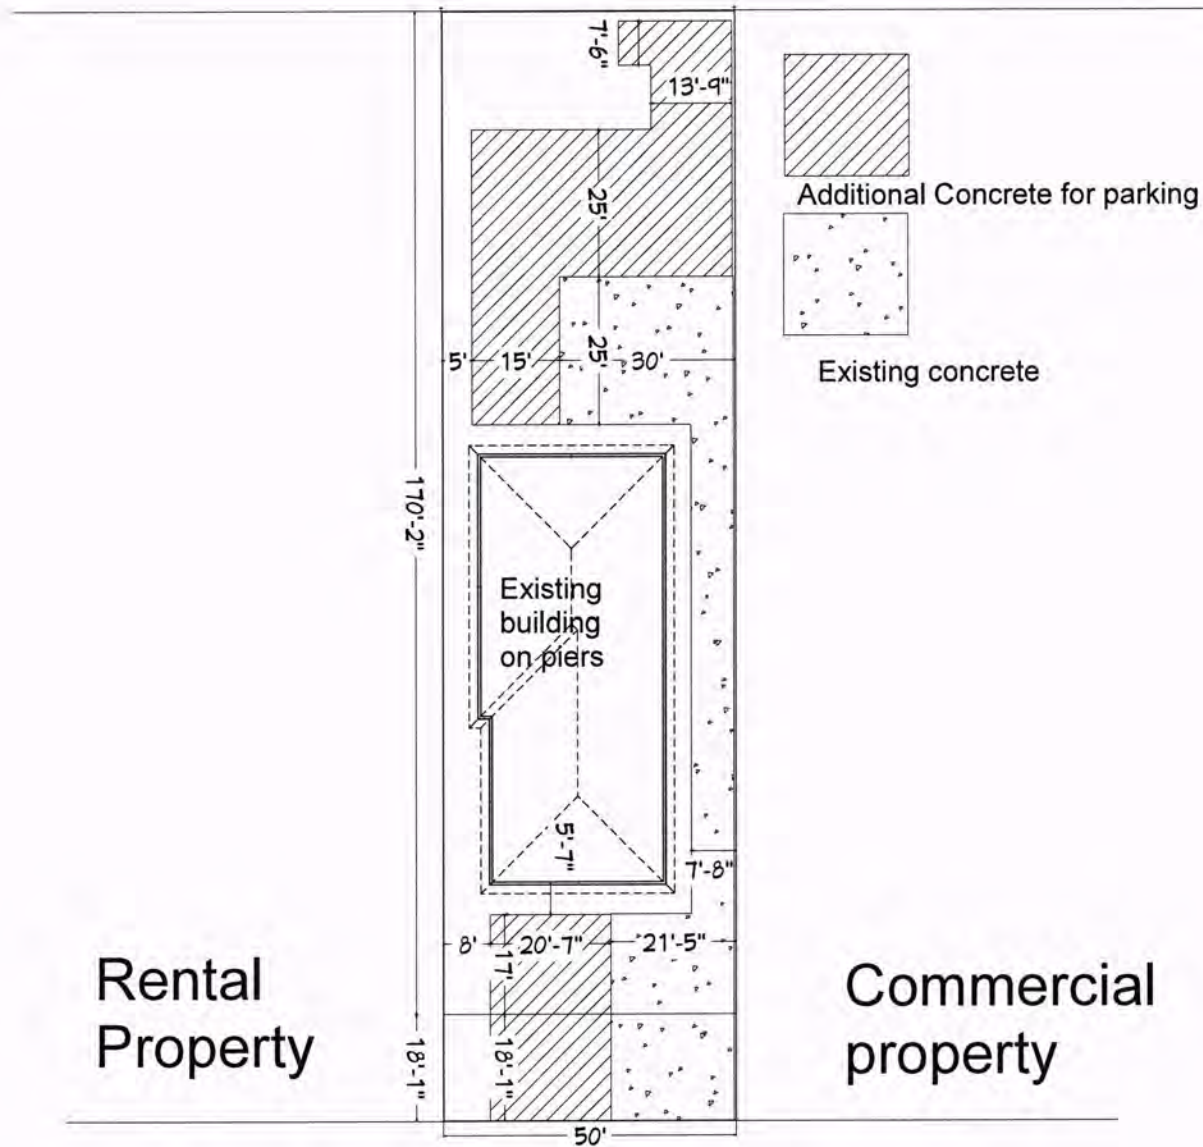 7'-6"
13'-9"
Additional Concrete for parking
25'
5'
15'
25'
30'
Existing concrete
170'-2"
Existing
building
on piers
5'-7"
7'-8"
8'
20'-7"
21'-5"
17'
Rental
Property
Commercial
property
18'-1"
18'-1"
50'